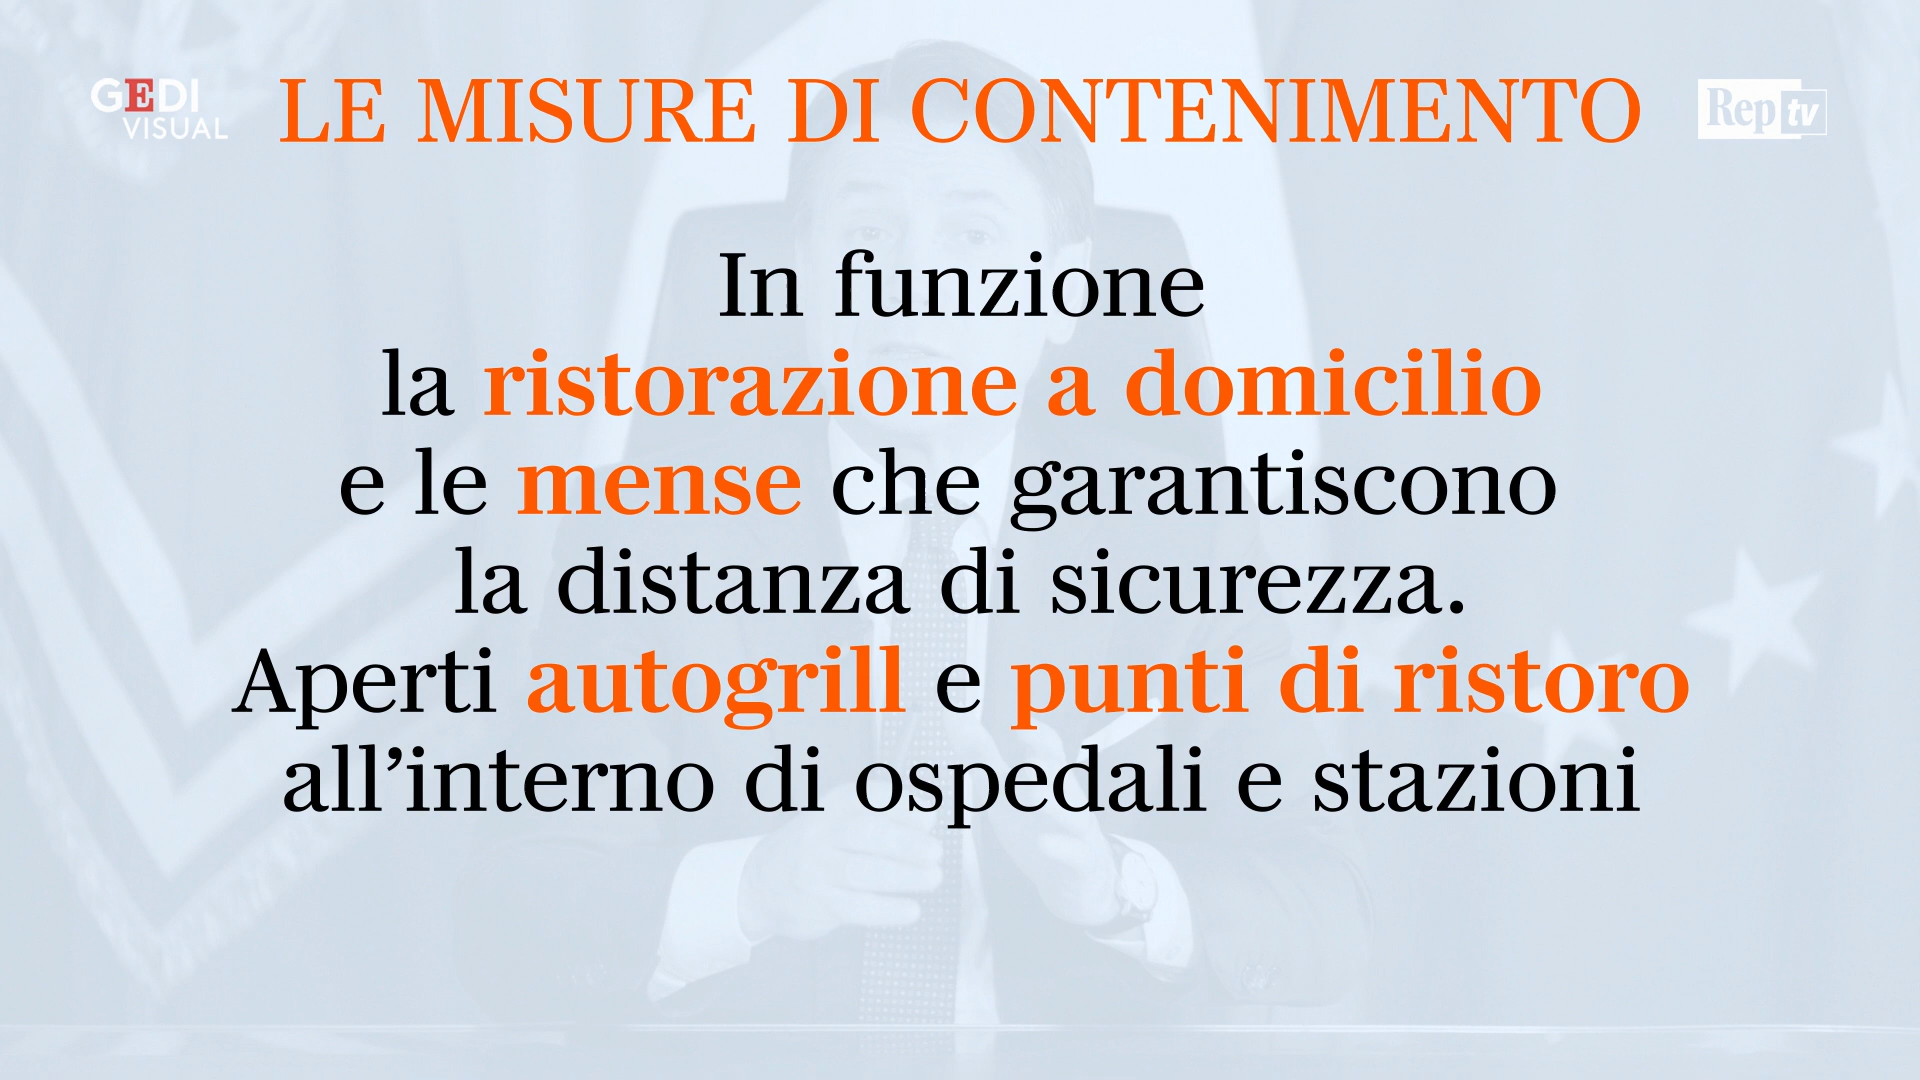 GEDI
VISUAL
LE MISURE DI CONTENIMENTO
Rep tv
In funzione
la ristorazione a domicilio
e le mense che garantiscono
la distanza di sicurezza.
Aperti autogrill e punti di ristoro
all’interno di ospedali e stazioni